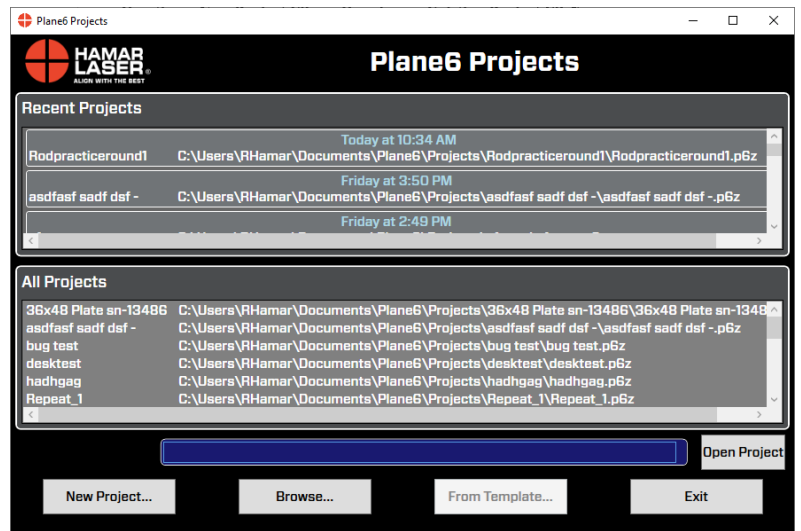 Plane6 Projects
HAMAR
LASER®
ALIGN WITH THE BEST
Plane6 Projects
Recent Projects
Today at 10:34 AM
Rodpracticeround1 C:\Users\RHamar\Documents\Plane6\Projects\Rodpracticeround1\Rodpracticeround1.p6z
Friday at 3:50 PM
asdfasf sadf dsf - C:\Users\RHamar\Documents\Plane6\Projects\asdfasf sadf dsf -\asdfasf sadf dsf -.p6z
Friday at 2:49 PM
All Projects
36x48 Plate sn-13486 C:\Users\RHamar\Documents\Plane6\Projects\36x48 Plate sn-13486\36x48 Plate sn-1348
asdfasf sadf dsf - C:\Users\RHamar\Documents\Plane6\Projects\asdfasf sadf dsf -\asdfasf sadf dsf -.p6z
bug test C:\Users\RHamar\Documents\Plane6\Projects\bug test\bug test.p6z
desktest C:\Users\RHamar\Documents\Plane6\Projects\desktest\desktest.p6z
hadhgag C:\Users\RHamar\Documents\Plane6\Projects\hadhgag\hadhgag.p6z
Repeat_1 C:\Users\RHamar\Documents\Plane6\Projects\Repeat_1\Repeat_1.p6z
Open Project
New Project... Browse... From Template... Exit